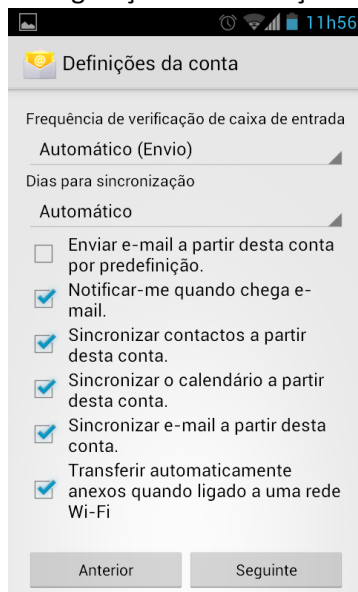 11h56
Definições da conta
Frequência de verificação de caixa de entrada
Automático (Envio)
Dias para sincronização
Automático
Enviar e-mail a partir desta conta
por predefinição.
Notificar-me quando chega e-
mail.
Sincronizar contactos a partir
desta conta.
Sincronizar o calendário a partir
desta conta.
Sincronizar e-mail a partir desta
conta.
Transferir automaticamente
anexos quando ligado a uma rede
Wi-Fi
Anterior Seguinte